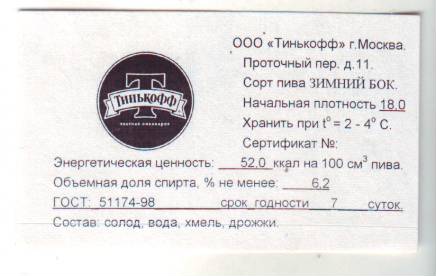 ООО «Тинькофф» г.Москва.
Проточный пер. д.11.
Сорт пива ЗИМНИЙ БОК.
Начальная плотность 18.0
Хранить при tº = 2 - 4º С.
Сертификат №:
Т
ТИНЬКОФФ
Энергетическая ценность: 52,0 ккал на 100 см³ пива.
Объемная доля спирта, % не менее: 6,2
ГОСТ: 51174-98 срок годности 7 суток.
Состав: солод, вода, хмель, дрожжи.